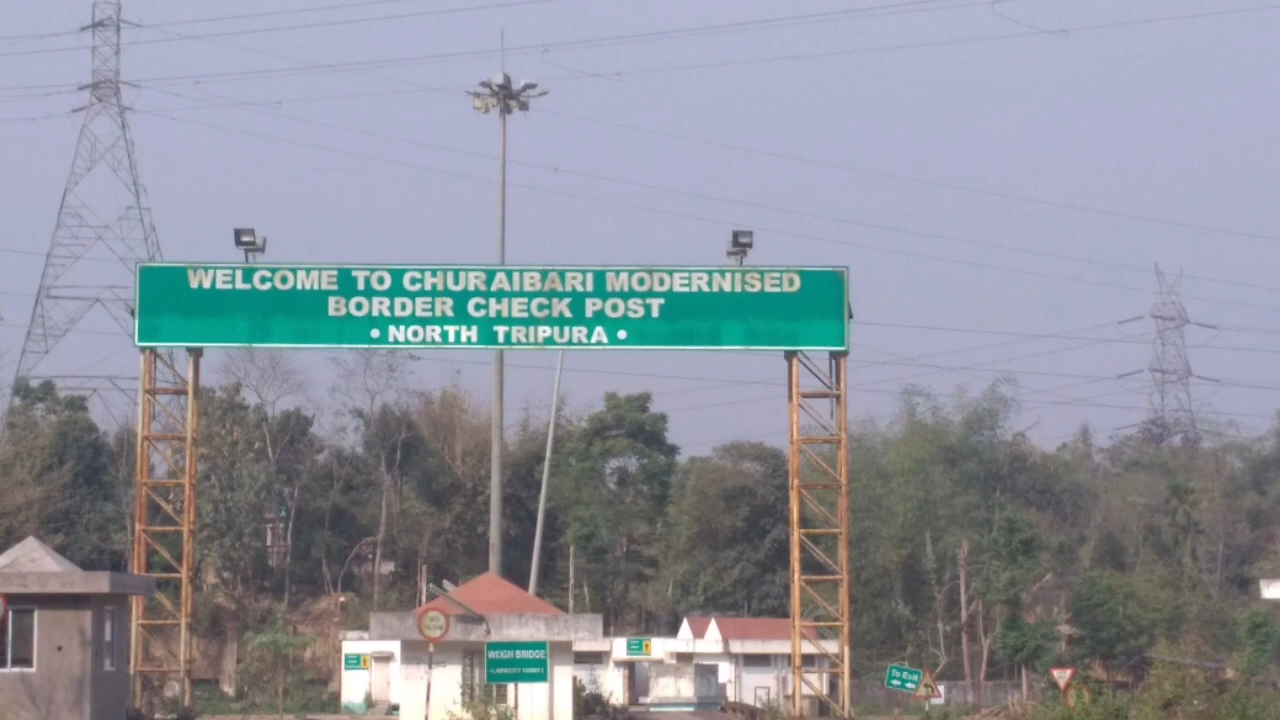 WELCOME TO CHURAIBARI MODERNISED
BORDER CHECK POST
• NORTH TRIPURA •
WEIGH BRIDGE
To Exit